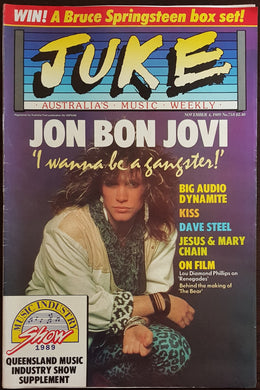 WIN! A Bruce Springsteen box set!
JUKE
AUSTRALIA'S • MUSIC • WEEKLY
NOVEMBER 4, 1989
JON BON JOVI
'I wanna be a gangster!'
BIG AUDIO
DYNAMITE
KISS
DAVE STEEL
JESUS & MARY
CHAIN
ON FILM
Lou Diamond Phillips on
'Renegades'
Behind the making of
'The Bear'
MUSIC INDUSTRY
Show
1989
QUEENSLAND MUSIC
INDUSTRY SHOW
SUPPLEMENT